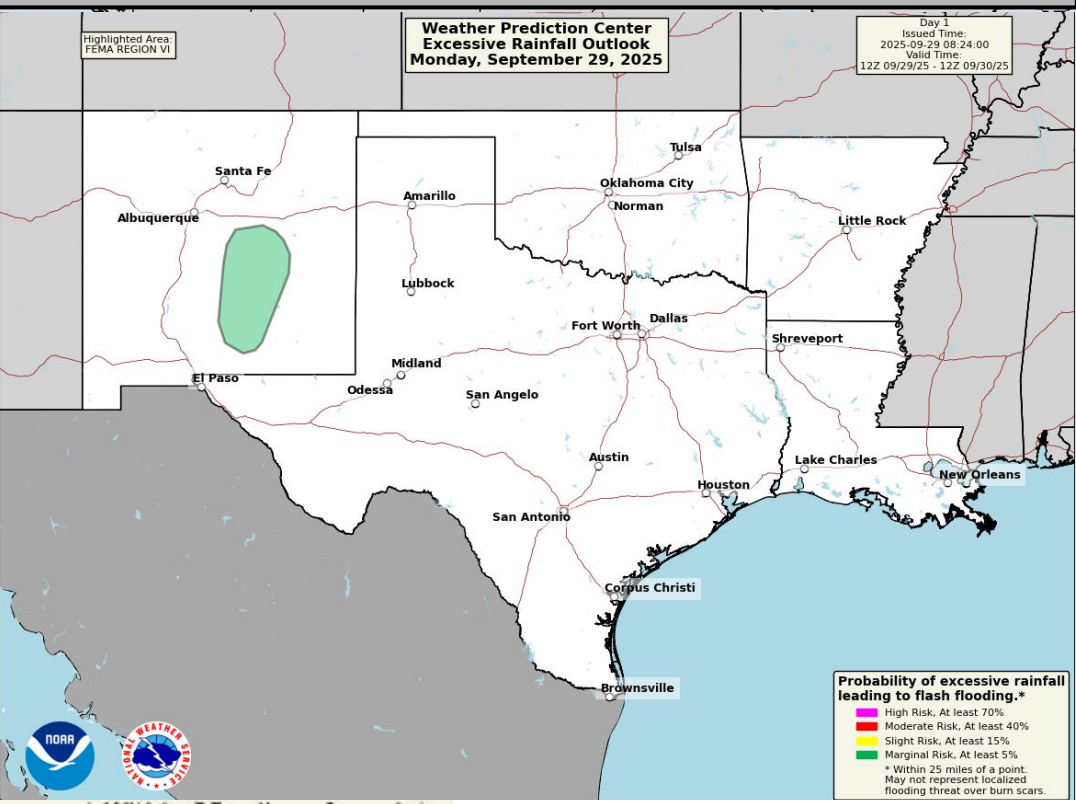 Highlighted Area:
FEMA REGION VI
Weather Prediction Center
Excessive Rainfall Outlook
Monday, September 29, 2025
Day 1
Issued Time:
2025-09-29 08:24:00
Valid Time:
12Z 09/29/25 - 12Z 09/30/25
Tulsa
Santa Fe
Oklahoma City
Amarillo
Norman
Albuquerque
Little Rock
Lubbock
Dallas
Fort Worth
Shreveport
Midland
El Paso
Odessa
San Angelo
Austin
Lake Charles
New Orleans
Houston
San Antonio
Corpus Christi
Brownsville
Probability of excessive rainfall
leading to flash flooding.*
High Risk, At least 70%
Moderate Risk, At least 40%
Slight Risk, At least 15%
Marginal Risk, At least 5%
* Within 25 miles of a point.
May not represent localized
flooding threat over burn scars.
NOAA
NATIONAL WEATHER SERVICE